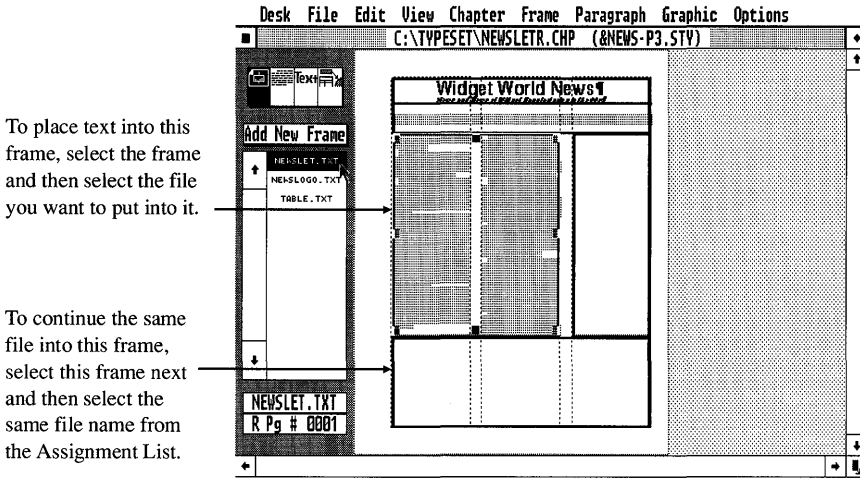 Desk File Edit View Chapter Frame Paragraph Graphic Options
C:\TYPESET\NEWSLETR.CHP (&NEWS-P3.STY)
Text
Widget World News¶
Add New Frame
NEWSLET.TXT
NEWSLOGO.TXT
TABLE.TXT
To place text into this
frame, select the frame
and then select the file
you want to put into it.
To continue the same
file into this frame,
select this frame next
and then select the
same file name from
the Assignment List.
NEWSLET.TXT
R Pg # 0001